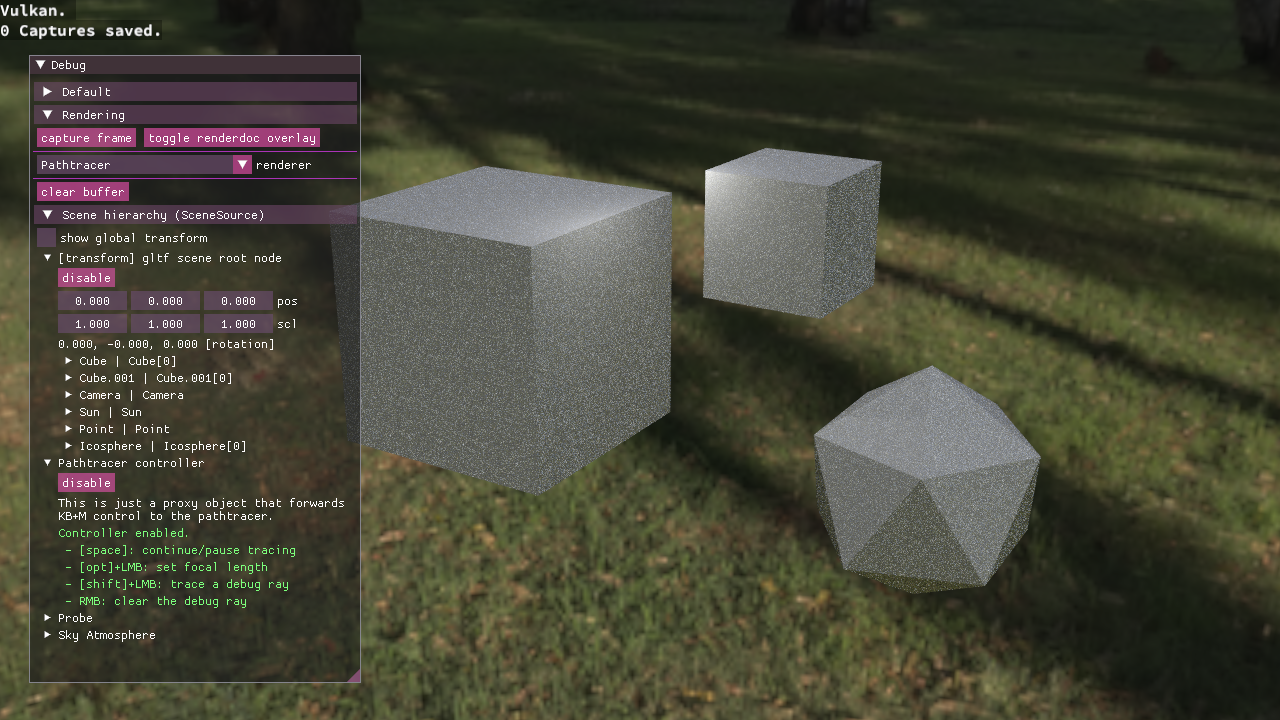 Vulkan.
0 Captures saved.
Debug
Default
Rendering
capture frame toggle renderdoc overlay
Pathtracer renderer
clear buffer
Scene hierarchy (SceneSource)
show global transform
[transform] gltf scene root node
disable
0.000 0.000 0.000 pos
1.000 1.000 1.000 scl
0.000, -0.000, 0.000 [rotation]
Cube | Cube[0]
Cube.001 | Cube.001[0]
Camera | Camera
Sun | Sun
Point | Point
Icosphere | Icosphere[0]
Pathtracer controller
disable
This is just a proxy object that forwards
KB+M control to the pathtracer.
Controller enabled.
- [space]: continue/pause tracing
- [opt]+LMB: set focal length
- [shift]+LMB: trace a debug ray
- RMB: clear the debug ray
Probe
Sky Atmosphere